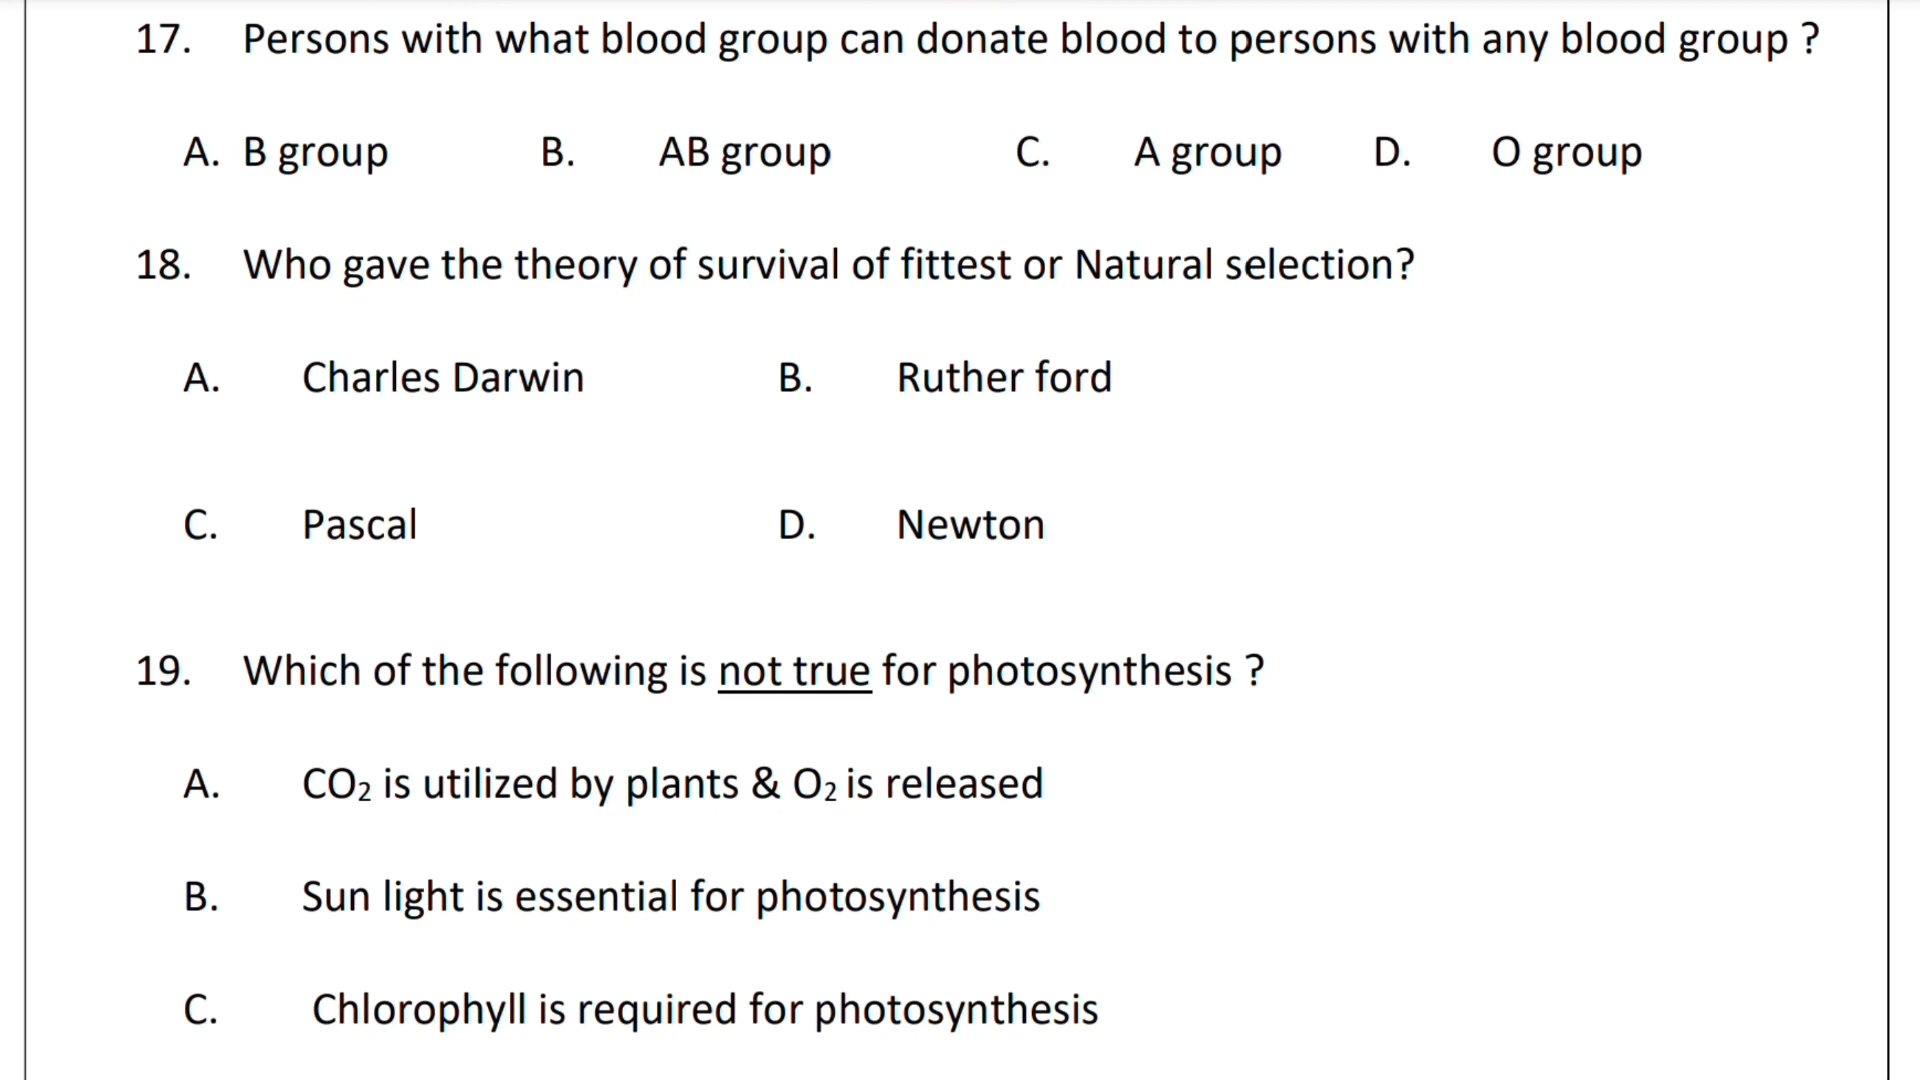 17. Persons with what blood group can donate blood to persons with any blood group ?
A. B group B. AB group C. A group D. O group
18. Who gave the theory of survival of fittest or Natural selection?
A. Charles Darwin B. Ruther ford
C. Pascal D. Newton
19. Which of the following is not true for photosynthesis ?
A. CO₂ is utilized by plants & O₂ is released
B. Sun light is essential for photosynthesis
C. Chlorophyll is required for photosynthesis